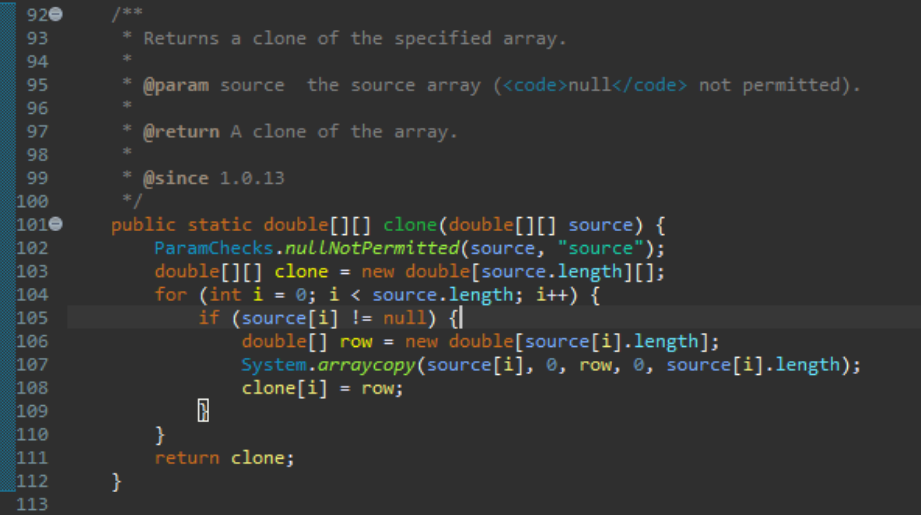 92 /**
93 * Returns a clone of the specified array.
94 *
95 * @param source  the source array (<code>null</code> not permitted).
96 *
97 * @return A clone of the array.
98 *
99 * @since 1.0.13
100 */
101 public static double[][] clone(double[][] source) {
102 ParamChecks.nullNotPermitted(source, "source");
103 double[][] clone = new double[source.length][];
104 for (int i = 0; i < source.length; i++) {
105 if (source[i] != null) {
106 double[] row = new double[source[i].length];
107 System.arraycopy(source[i], 0, row, 0, source[i].length);
108 clone[i] = row;
109 }
110 }
111 return clone;
112 }
113